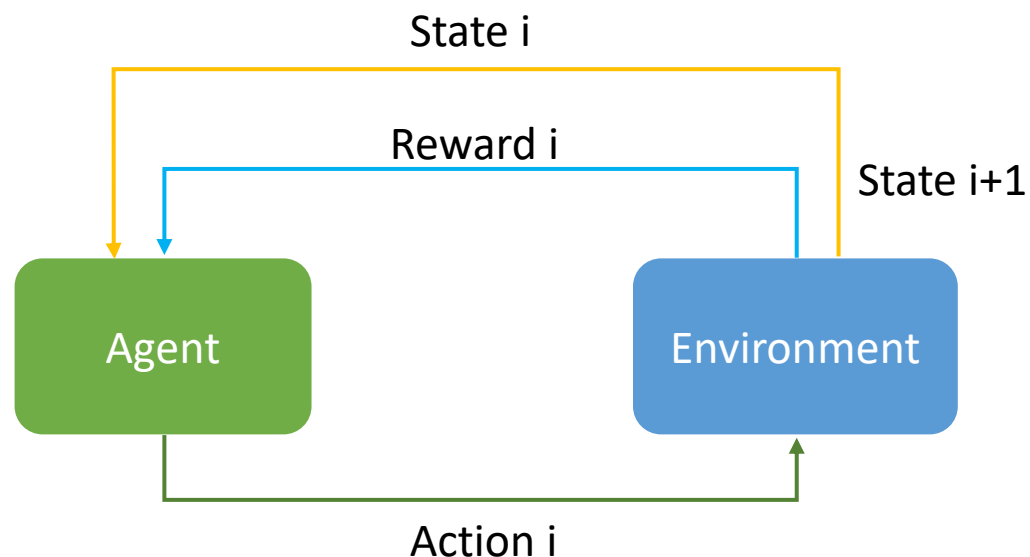 State i
Reward i
State i+1
Agent
Environment
Action i